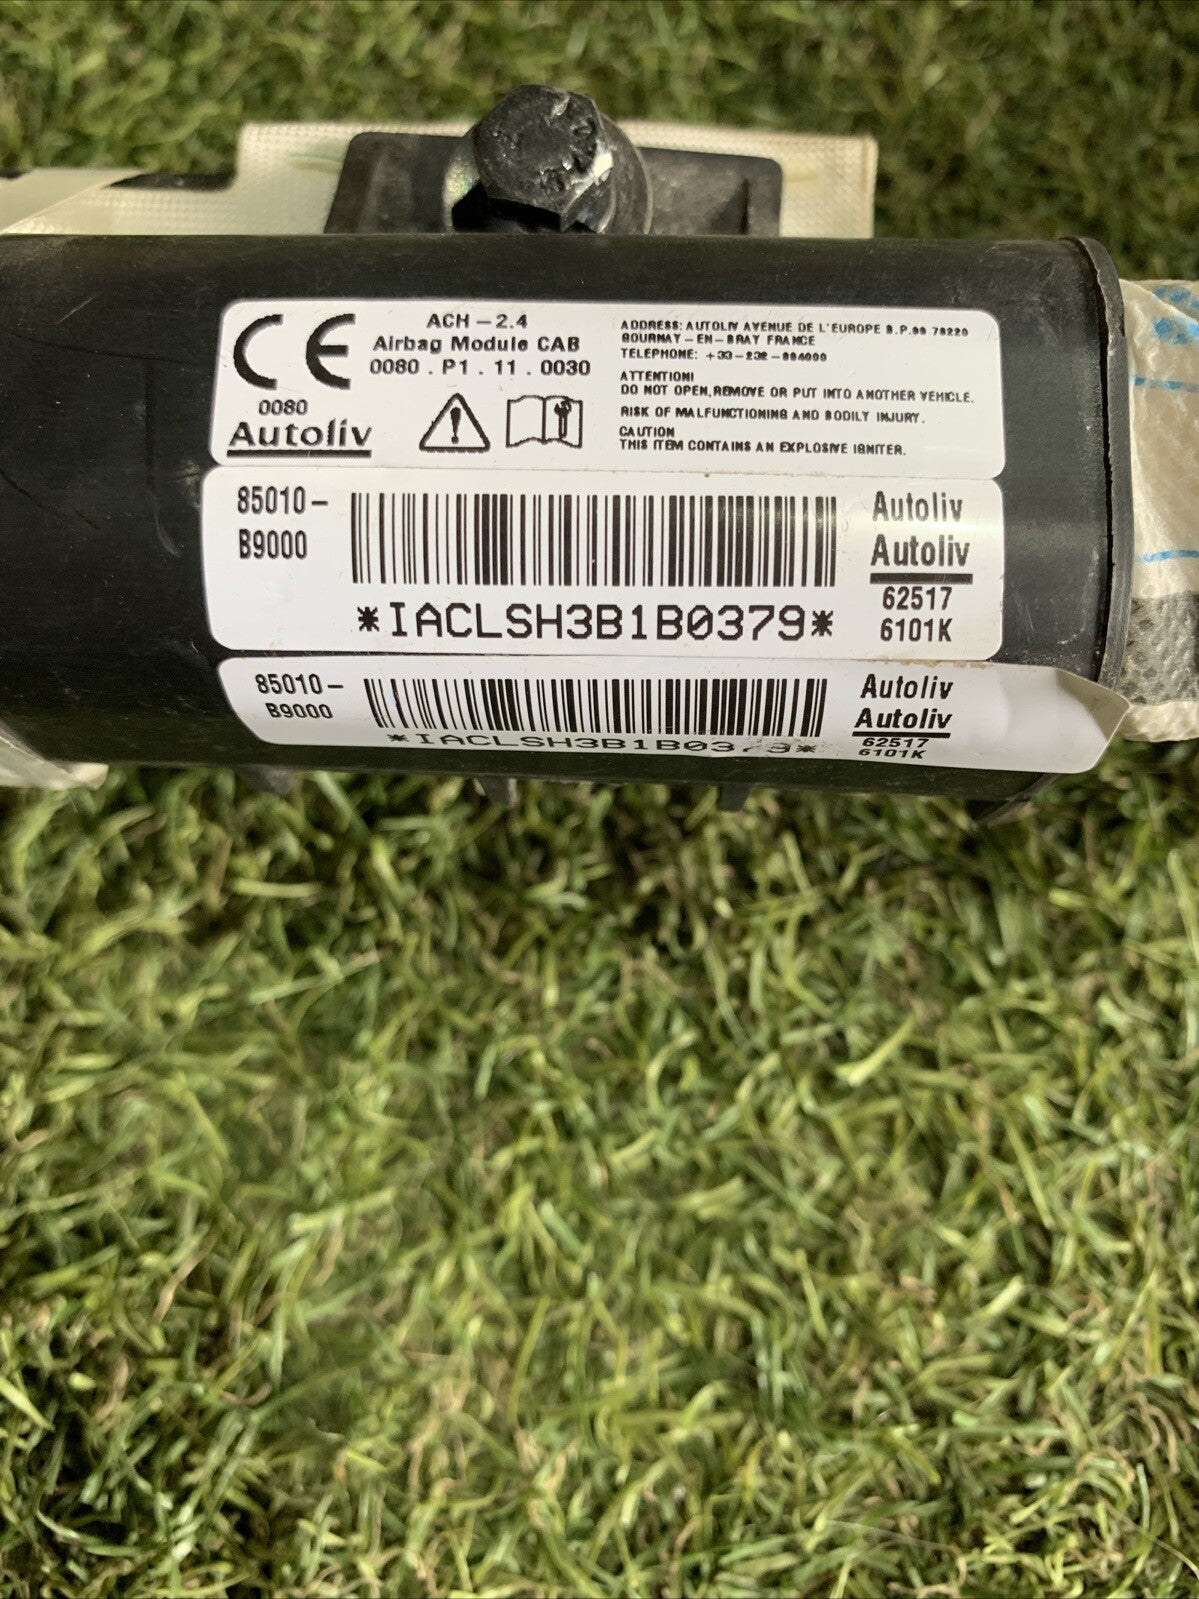 CE
0080
Autoliv
ACH - 2.4
Airbag Module CAB
0080 . P1 . 11 . 0030
ADDRESS: AUTOLIV AVENUE DE L'EUROPE B.P.98 76220
GOURNAY - EN - BRAY FRANCE
TELEPHONE: +33-232-894000
ATTENTION!
DO NOT OPEN, REMOVE OR PUT INTO ANOTHER VEHICLE.
RISK OF MALFUNCTIONING AND BODILY INJURY.
CAUTION
THIS ITEM CONTAINS AN EXPLOSIVE IGNITER.
85010-
B9000
*IACLSH3B1B0379*
Autoliv
Autoliv
62517
6101K
85010-
B9000
*IACLSH3B1B0379*
Autoliv
Autoliv
62517
6101K